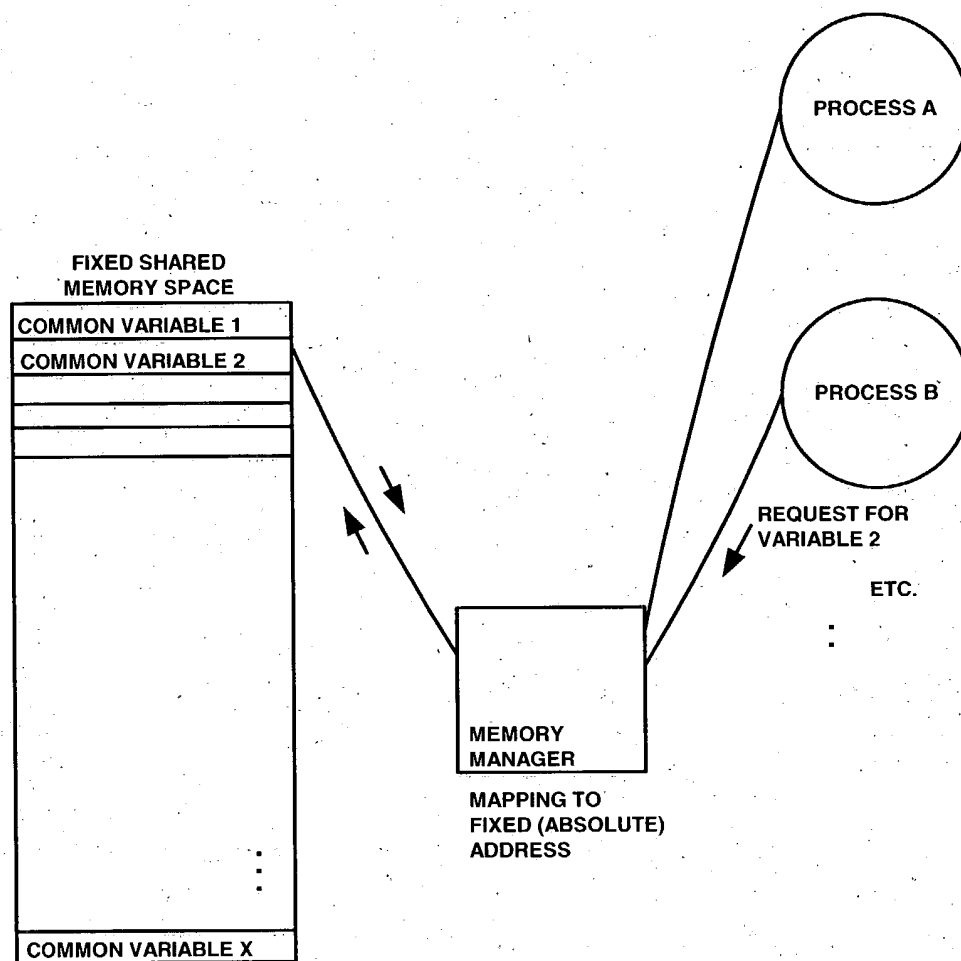 PROCESS A
FIXED SHARED
MEMORY SPACE
COMMON VARIABLE 1
COMMON VARIABLE 2
PROCESS B
REQUEST FOR
VARIABLE 2
ETC.
MEMORY
MANAGER
MAPPING TO
FIXED (ABSOLUTE)
ADDRESS
COMMON VARIABLE X